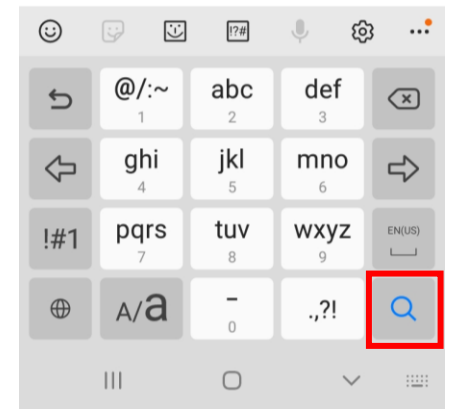 !?#
@/:~ abc def
1 2 3
ghi jkl mno
4 5 6
!#1 pqrs tuv wxyz EN(US)
7 8 9
A/a - .,?!
0